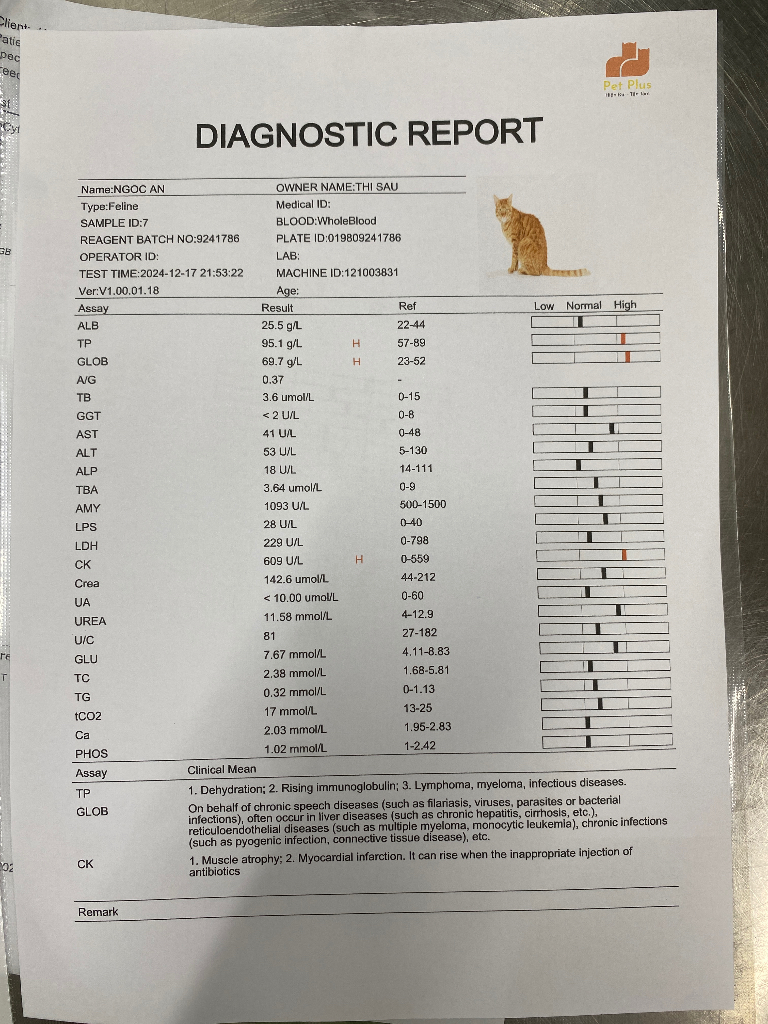 Client:
Pet Plus
DIAGNOSTIC REPORT
Name:NGOC AN OWNER NAME:THI SAU
Type:Feline Medical ID:
SAMPLE ID:7 BLOOD:WholeBlood
REAGENT BATCH NO:9241786 PLATE ID:019809241786
OPERATOR ID: LAB:
TEST TIME:2024-12-17 21:53:22 MACHINE ID:121003831
Ver:V1.00.01.18 Age:
Assay Result Ref Low Normal High
ALB 25.5 g/L 22-44
TP 95.1 g/L H 57-89
GLOB 69.7 g/L H 23-52
A/G 0.37 -
TB 3.6 umol/L 0-15
GGT < 2 U/L 0-8
AST 41 U/L 0-48
ALT 53 U/L 5-130
ALP 18 U/L 14-111
TBA 3.64 umol/L 0-9
AMY 1093 U/L 500-1500
LPS 28 U/L 0-40
LDH 229 U/L 0-798
CK 609 U/L H 0-559
Crea 142.6 umol/L 44-212
UA < 10.00 umol/L 0-60
UREA 11.58 mmol/L 4-12.9
U/C 81 27-182
GLU 7.67 mmol/L 4.11-8.83
TC 2.38 mmol/L 1.68-5.81
TG 0.32 mmol/L 0-1.13
tCO2 17 mmol/L 13-25
Ca 2.03 mmol/L 1.95-2.83
PHOS 1.02 mmol/L 1-2.42
Assay Clinical Mean
TP 1. Dehydration; 2. Rising immunoglobulin; 3. Lymphoma, myeloma, infectious diseases.
GLOB On behalf of chronic speech diseases (such as filariasis, viruses, parasites or bacterial
infections), often occur in liver diseases (such as chronic hepatitis, cirrhosis, etc.),
reticuloendothelial diseases (such as multiple myeloma, monocytic leukemia), chronic infections
(such as pyogenic infection, connective tissue disease), etc.
CK 1. Muscle atrophy; 2. Myocardial infarction. It can rise when the inappropriate injection of
antibiotics
Remark